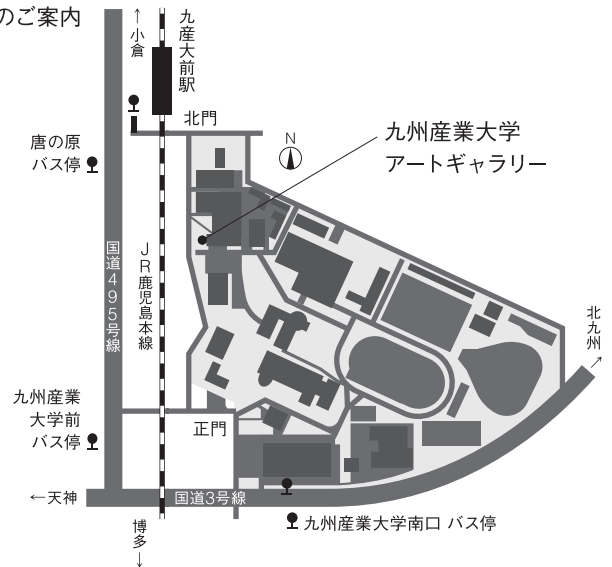 のご案内
↑小倉
九産大前駅
北門
N
九州産業大学
アートギャラリー
唐の原
バス停
国道495号線
JR鹿児島本線
北九州↗
九州産業
大学前
バス停
正門
←天神
国道3号線
博多↓
九州産業大学南口 バス停